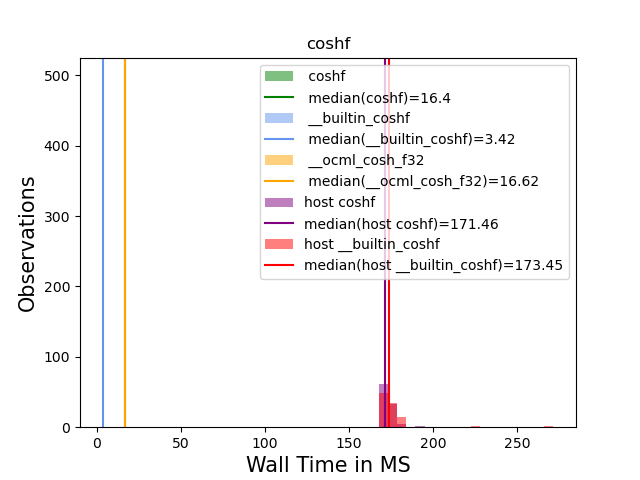 coshf
500
400
300
200
100
0
Observations
coshf
median(coshf)=16.4
__builtin_coshf
median(__builtin_coshf)=3.42
__ocml_cosh_f32
median(__ocml_cosh_f32)=16.62
host coshf
median(host coshf)=171.46
host __builtin_coshf
median(host __builtin_coshf)=173.45
0 50 100 150 200 250
Wall Time in MS